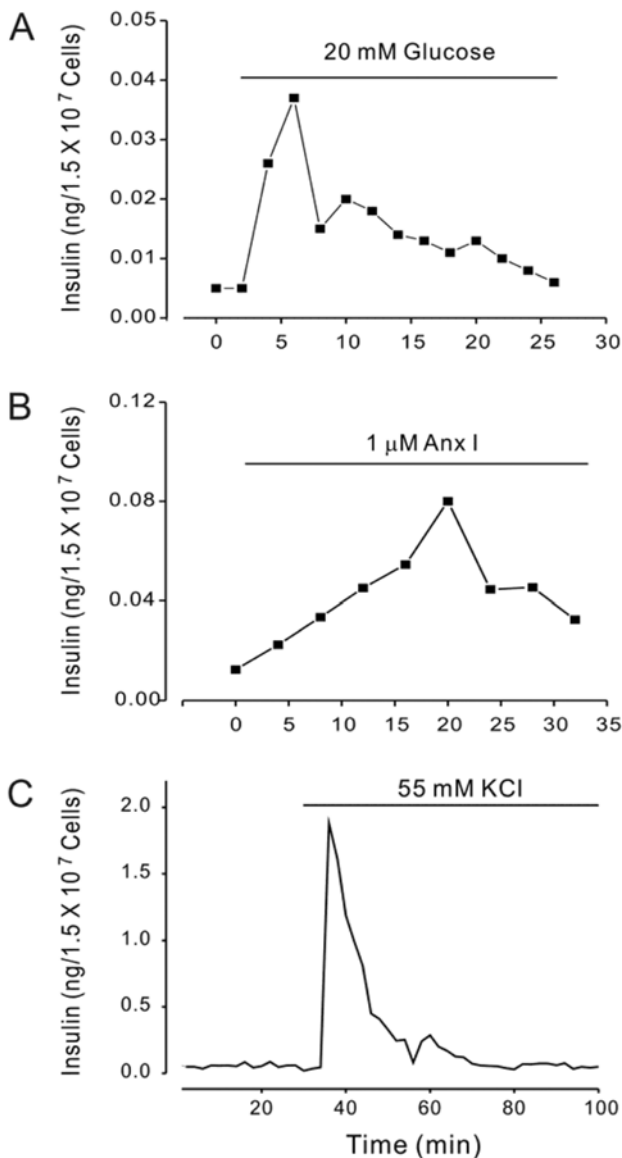 A
20 mM Glucose
Insulin (ng/1.5 X 10 7 Cells)
0.05
0.04
0.03
0.02
0.01
0.00
0 5 10 15 20 25 30
B
1 μM Anx I
Insulin (ng/1.5 X 10 7 Cells)
0.12
0.08
0.04
0.00
0 5 10 15 20 25 30 35
C
55 mM KCl
Insulin (ng/1.5 X 10 7 Cells)
2.0
1.5
1.0
0.5
0.0
20 40 60 80 100
Time (min)